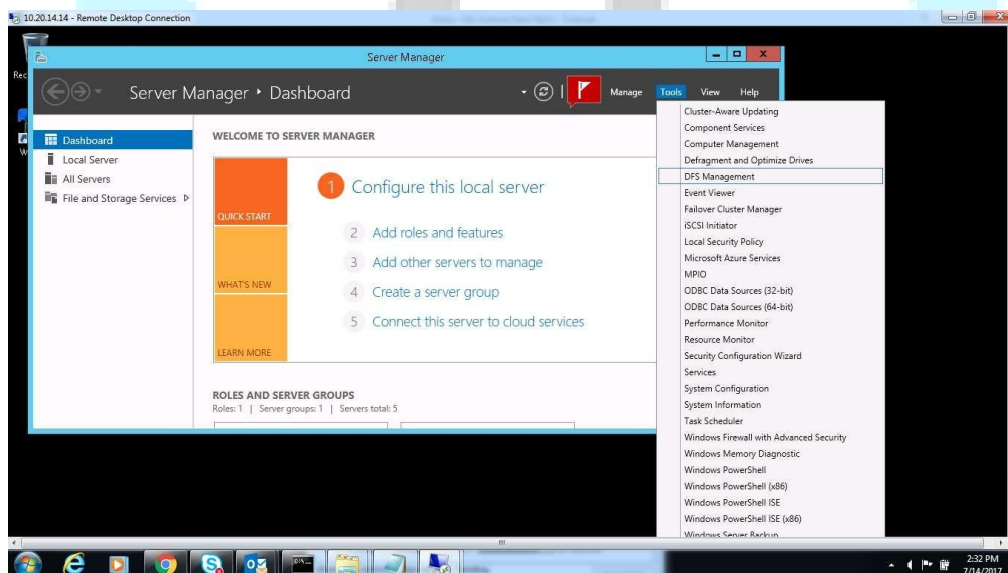 10.20.14.14 - Remote Desktop Connection
Server Manager
Server Manager • Dashboard
Manage Tools View Help
Dashboard
Local Server
All Servers
File and Storage Services
WELCOME TO SERVER MANAGER
QUICK START
WHAT'S NEW
LEARN MORE
1 Configure this local server
2 Add roles and features
3 Add other servers to manage
4 Create a server group
5 Connect this server to cloud services
ROLES AND SERVER GROUPS
Roles: 1 | Server groups: 1 | Servers total: 5
Cluster-Aware Updating
Component Services
Computer Management
Defragment and Optimize Drives
DFS Management
Event Viewer
Failover Cluster Manager
iSCSI Initiator
Local Security Policy
Microsoft Azure Services
MPIO
ODBC Data Sources (32-bit)
ODBC Data Sources (64-bit)
Performance Monitor
Resource Monitor
Security Configuration Wizard
Services
System Configuration
System Information
Task Scheduler
Windows Firewall with Advanced Security
Windows Memory Diagnostic
Windows PowerShell
Windows PowerShell (x86)
Windows PowerShell ISE
Windows PowerShell ISE (x86)
Windows Server Backup
2:32 PM
7/14/2017